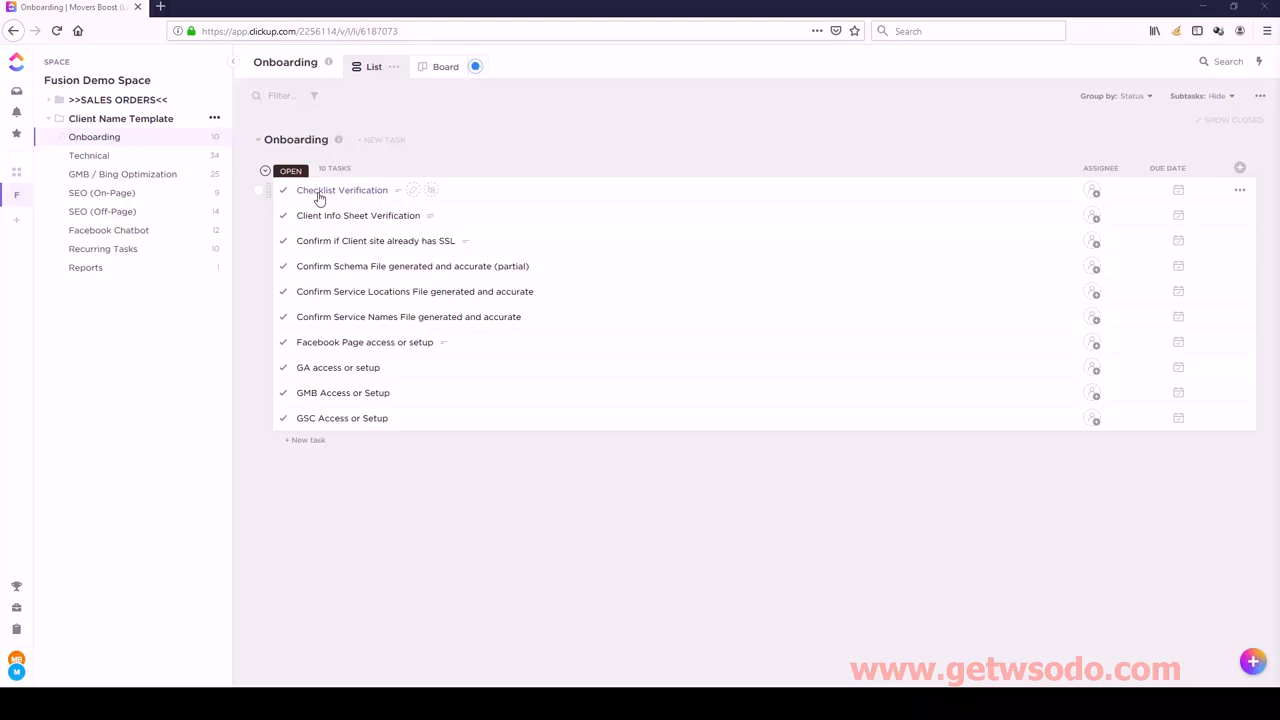 Onboarding | Movers Boost (L
https://app.clickup.com/2256114/v/l/li/6187073
Search
SPACE
Fusion Demo Space
>>SALES ORDERS<<
Client Name Template
Onboarding 10
Technical 34
GMB / Bing Optimization 25
SEO (On-Page) 9
SEO (Off-Page) 14
Facebook Chatbot 12
Recurring Tasks 10
Reports 1
F
MB
M
Onboarding List Board
Search
Filter...
Group by: Status Subtasks: Hide
SHOW CLOSED
Onboarding + NEW TASK
OPEN 10 TASKS ASSIGNEE DUE DATE
Checklist Verification
Client Info Sheet Verification
Confirm if Client site already has SSL
Confirm Schema File generated and accurate (partial)
Confirm Service Locations File generated and accurate
Confirm Service Names File generated and accurate
Facebook Page access or setup
GA access or setup
GMB Access or Setup
GSC Access or Setup
+ New task
www.getwsodo.com